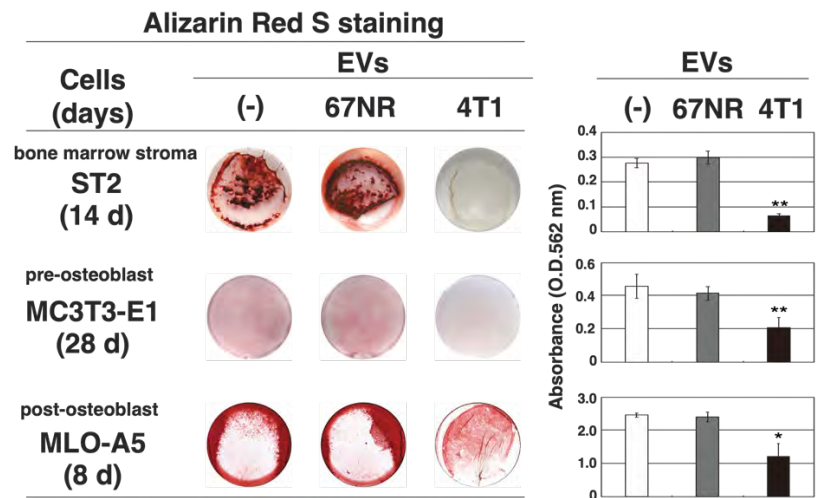 Alizarin Red S staining
EVs
Cells
(days)
(-) 67NR 4T1
bone marrow stroma
ST2
(14 d)
pre-osteoblast
MC3T3-E1
(28 d)
post-osteoblast
MLO-A5
(8 d)
EVs
(-) 67NR 4T1
Absorbance (O.D.562 nm)
0.4
0.3
0.2
0.1
0
**
0.6
0.4
0.2
0
**
3.0
2.0
1.0
0.0
*